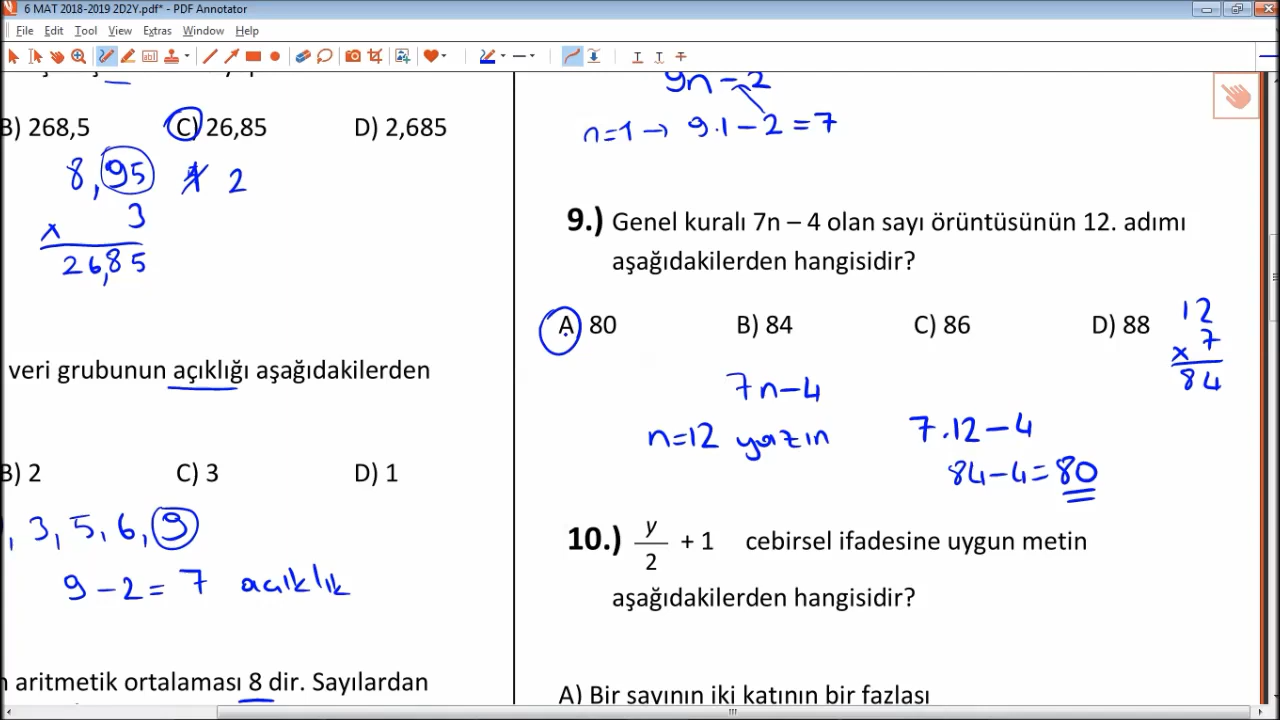 6 MAT 2018-2019 2D2Y.pdf* - PDF Annotator
File Edit Tool View Extras Window Help
B) 268,5 C) 26,85 D) 2,685
8,95 2
x 3
26,85
veri grubunun açıklığı aşağıdakilerden
B) 2 C) 3 D) 1
, 3, 5, 6, 9
9 - 2 = 7 açıklık
aritmetik ortalaması 8 dir. Sayılardan
9n - 2
n=1 → 9.1 - 2 = 7
9.) Genel kuralı 7n – 4 olan sayı örüntüsünün 12. adımı
aşağıdakilerden hangisidir?
A) 80 B) 84 C) 86 D) 88
12
x 7
84
7n-4
n=12 yazın
7.12-4
84-4=80
10.) y/2 + 1 cebirsel ifadesine uygun metin
aşağıdakilerden hangisidir?
A) Bir sayının iki katının bir fazlası